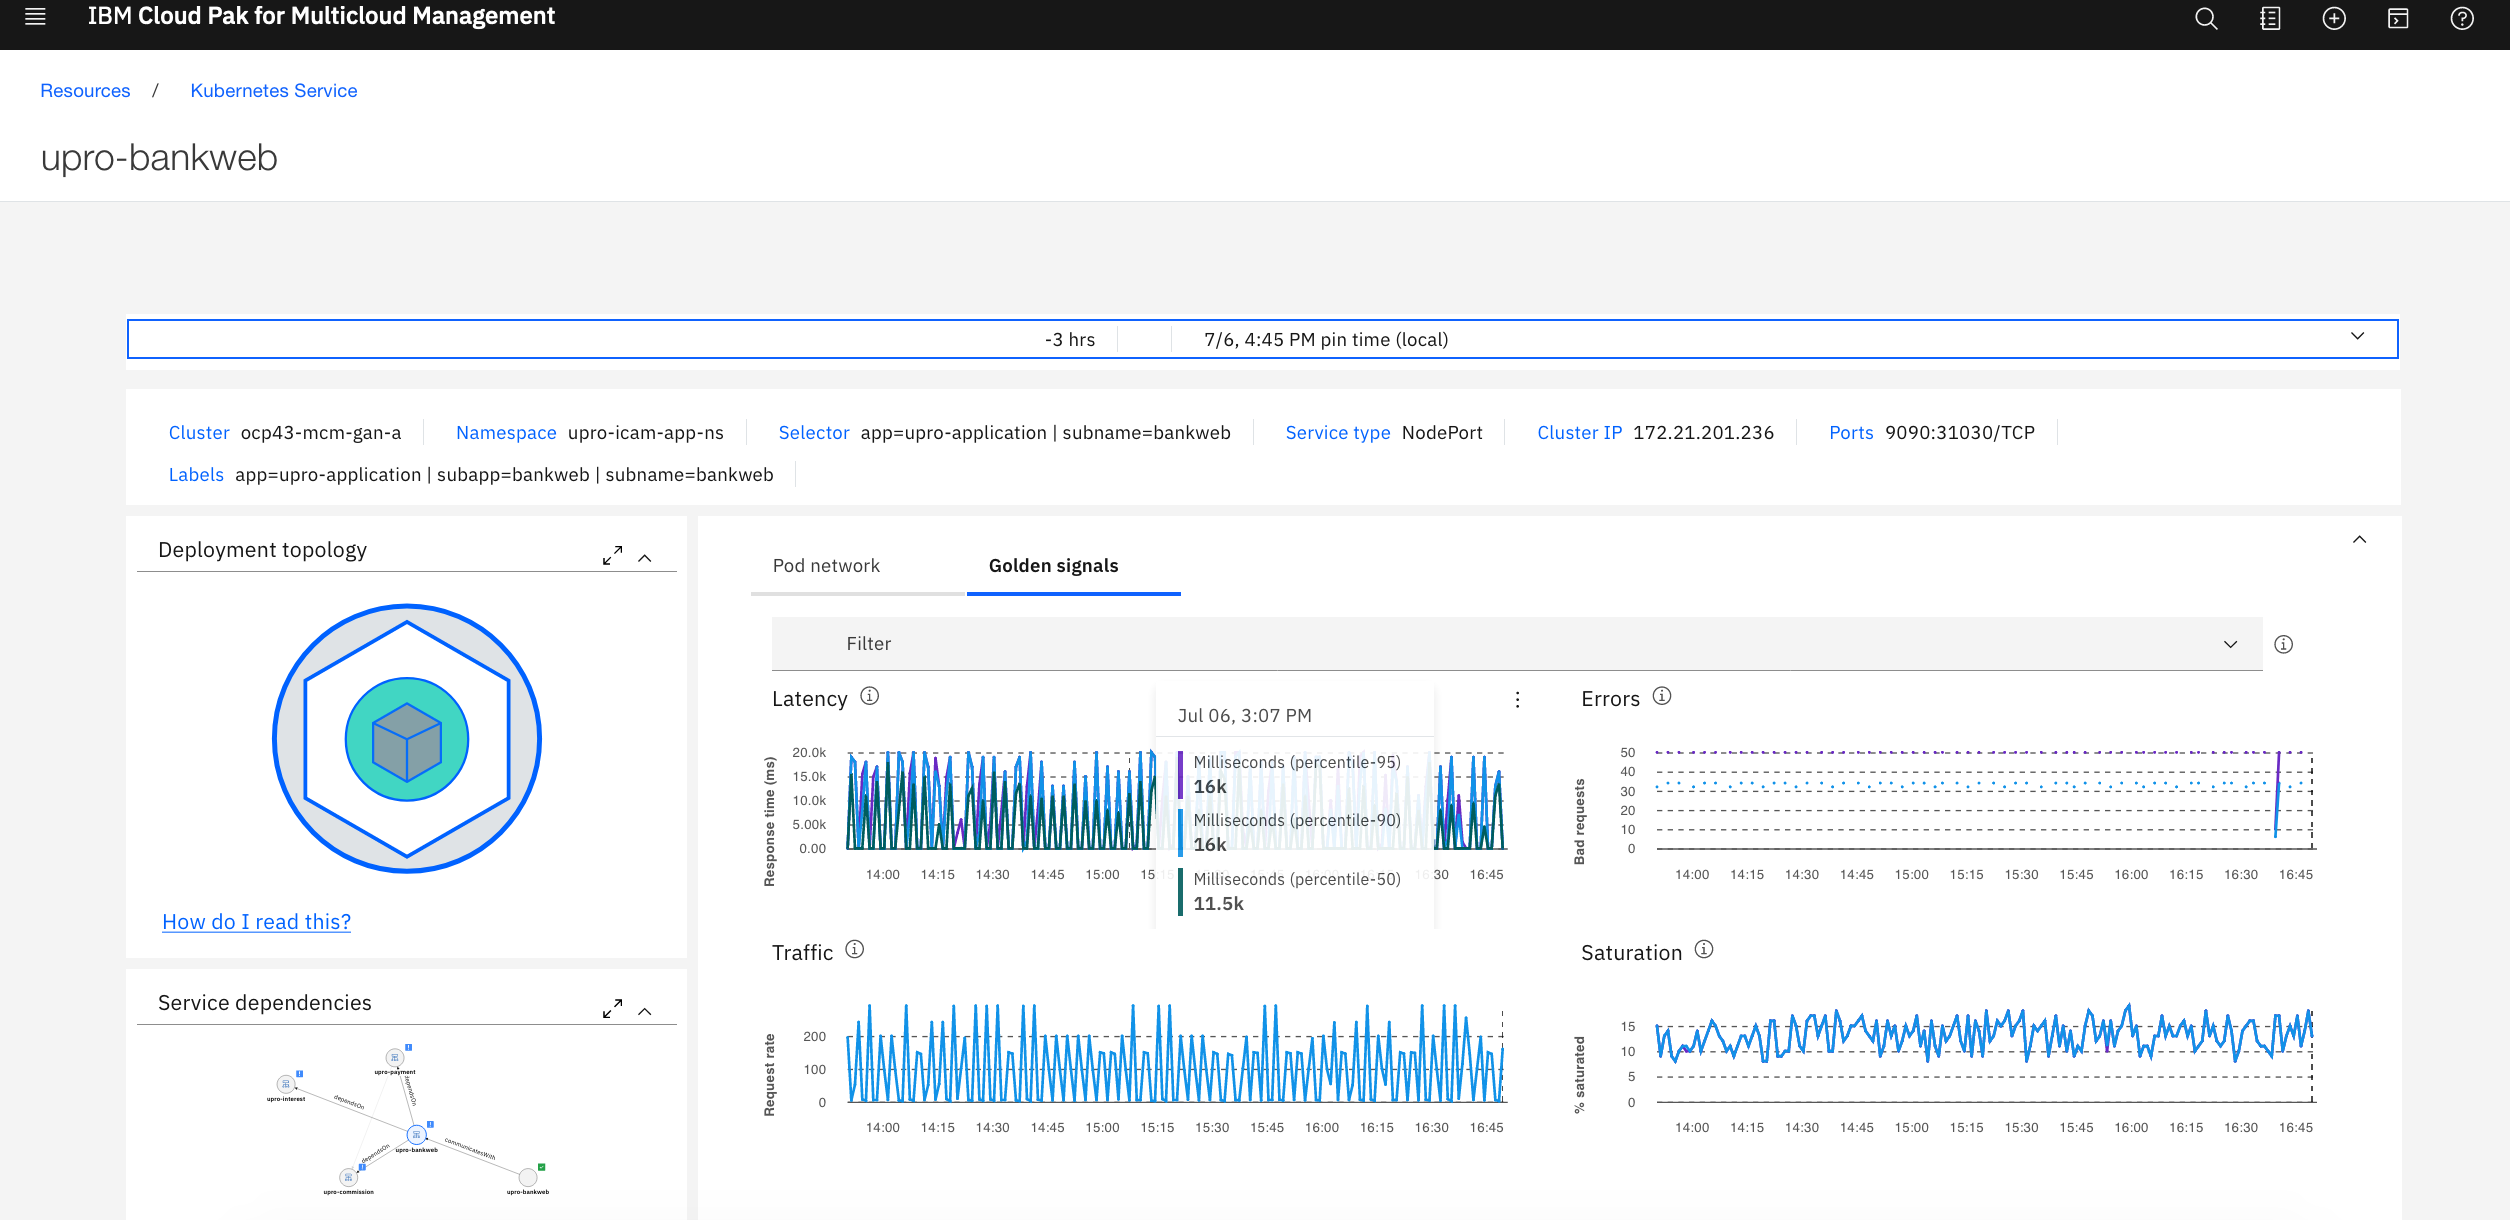 IBM Cloud Pak for Multicloud Management
Resources / Kubernetes Service
upro-bankweb
-3 hrs 7/6, 4:45 PM pin time (local)
Cluster ocp43-mcm-gan-a Namespace upro-icam-app-ns Selector app=upro-application | subname=bankweb Service type NodePort Cluster IP 172.21.201.236 Ports 9090:31030/TCP
Labels app=upro-application | subapp=bankweb | subname=bankweb
Deployment topology
How do I read this?
Service dependencies
upro-payment
upro-interest
dependsOn
dependsOn
upro-bankweb
communicatesWith
dependsOn
upro-commission
upro-bankweb
Pod network Golden signals
Filter
Latency
Response time (ms)
20.0k
15.0k
10.0k
5.00k
0.00
14:00 14:15 14:30 14:45 15:00 15:15 16:30 16:45
Jul 06, 3:07 PM
Milliseconds (percentile-95)
16k
Milliseconds (percentile-90)
16k
Milliseconds (percentile-50)
11.5k
Errors
Bad requests
50
40
30
20
10
0
14:00 14:15 14:30 14:45 15:00 15:15 15:30 15:45 16:00 16:15 16:30 16:45
Traffic
Request rate
200
100
0
14:00 14:15 14:30 14:45 15:00 15:15 15:30 15:45 16:00 16:15 16:30 16:45
Saturation
% saturated
15
10
5
0
14:00 14:15 14:30 14:45 15:00 15:15 15:30 15:45 16:00 16:15 16:30 16:45